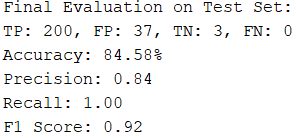 Final Evaluation on Test Set:
TP: 200, FP: 37, TN: 3, FN: 0
Accuracy: 84.58%
Precision: 0.84
Recall: 1.00
F1 Score: 0.92